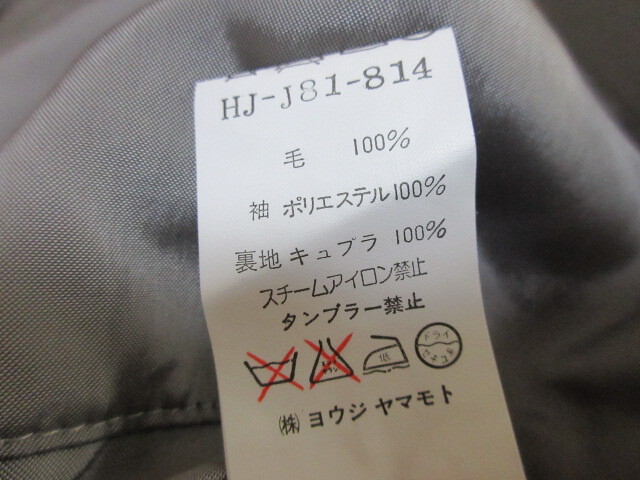 HJ-J81-814
毛 100%
袖 ポリエステル100%
裏地 キュプラ 100%
スチームアイロン禁止
タンブラー禁止
低 ドライ
(株) ヨウジ ヤマモト